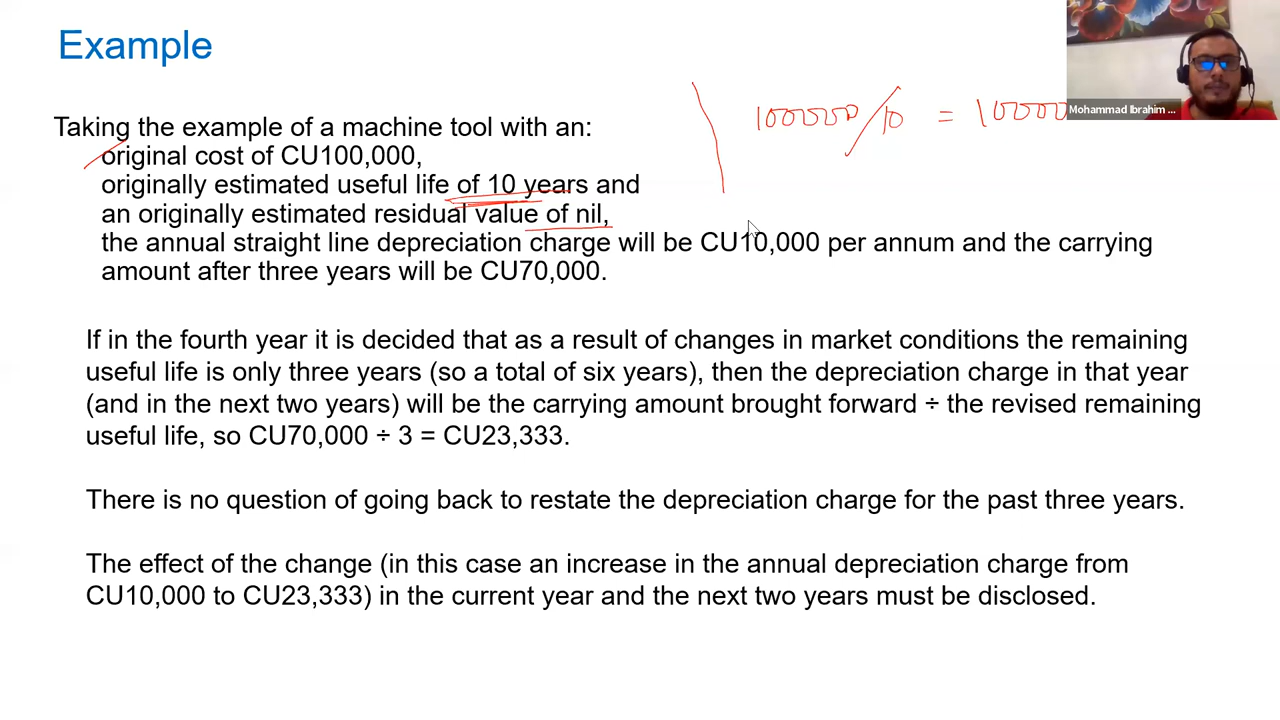 Example
100000/10 = 10000
Mohammad Ibrahim ...
Taking the example of a machine tool with an:
original cost of CU100,000,
originally estimated useful life of 10 years and
an originally estimated residual value of nil,
the annual straight line depreciation charge will be CU10,000 per annum and the carrying
amount after three years will be CU70,000.
If in the fourth year it is decided that as a result of changes in market conditions the remaining
useful life is only three years (so a total of six years), then the depreciation charge in that year
(and in the next two years) will be the carrying amount brought forward ÷ the revised remaining
useful life, so CU70,000 ÷ 3 = CU23,333.
There is no question of going back to restate the depreciation charge for the past three years.
The effect of the change (in this case an increase in the annual depreciation charge from
CU10,000 to CU23,333) in the current year and the next two years must be disclosed.